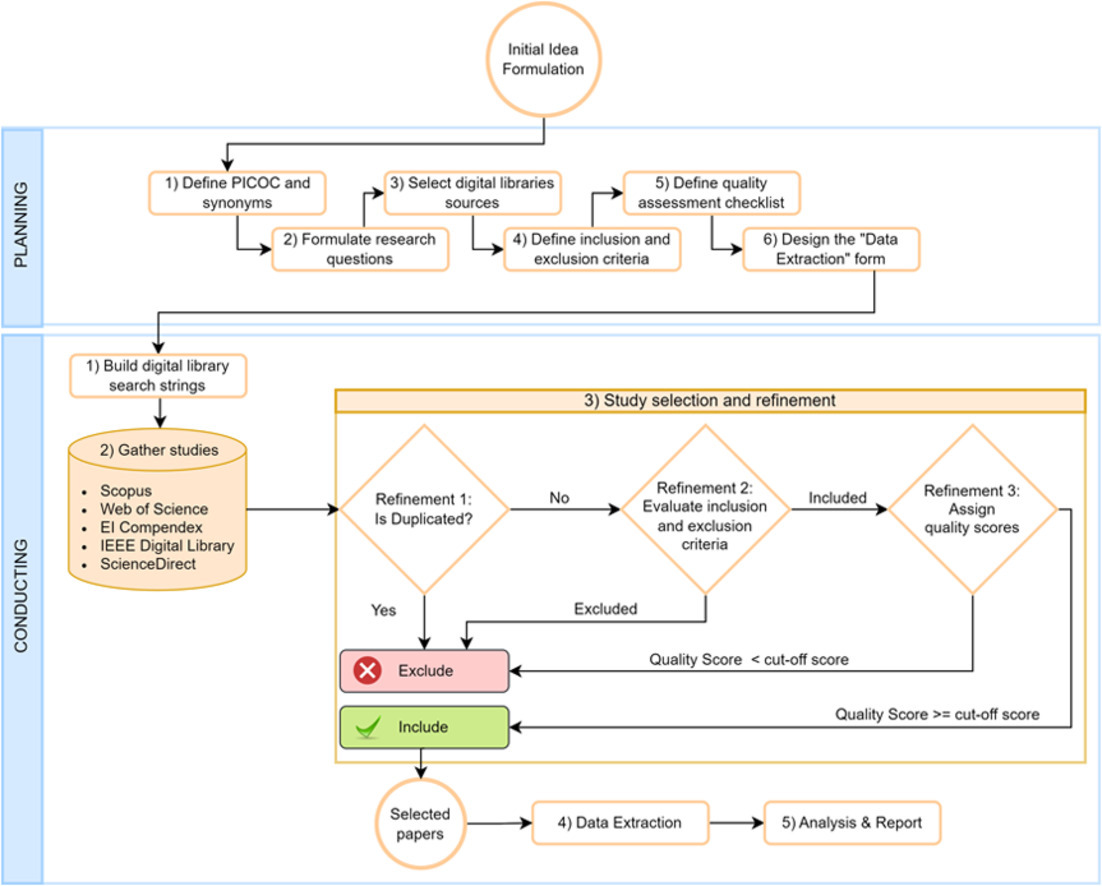 Initial Idea
Formulation
PLANNING
1) Define PICOC and
synonyms
2) Formulate research
questions
3) Select digital libraries
sources
4) Define inclusion and
exclusion criteria
5) Define quality
assessment checklist
6) Design the "Data
Extraction" form
CONDUCTING
1) Build digital library
search strings
2) Gather studies
• Scopus
• Web of Science
• EI Compendex
• IEEE Digital Library
• ScienceDirect
3) Study selection and refinement
Refinement 1:
Is Duplicated?
No
Refinement 2:
Evaluate inclusion
and exclusion
criteria
Included
Refinement 3:
Assign
quality scores
Yes
Excluded
Exclude
Quality Score < cut-off score
Include
Quality Score >= cut-off score
Selected
papers
4) Data Extraction
5) Analysis & Report